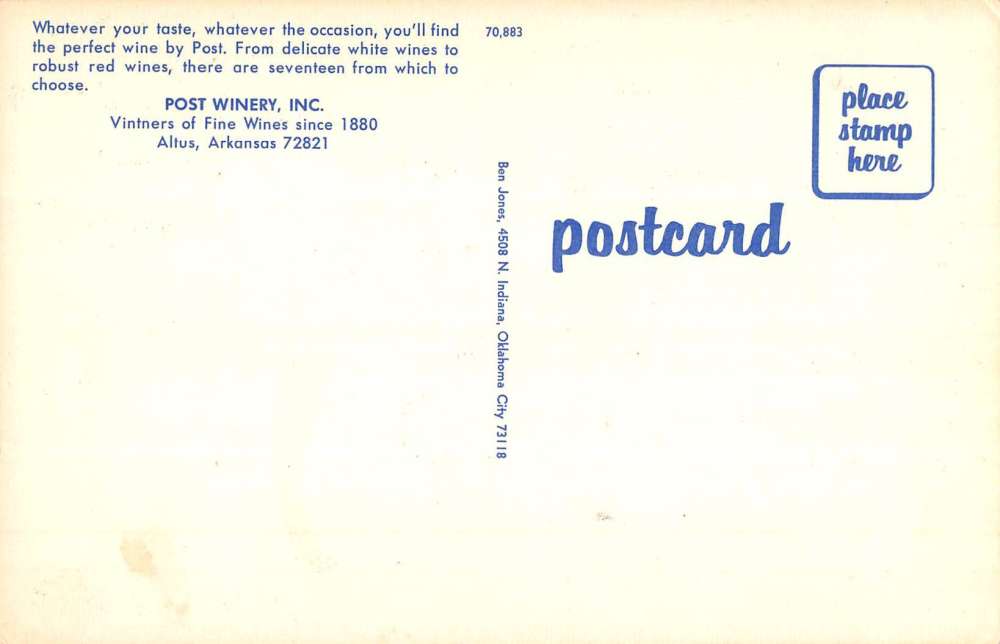 Whatever your taste, whatever the occasion, you'll find
the perfect wine by Post. From delicate white wines to
robust red wines, there are seventeen from which to
choose.
POST WINERY, INC.
Vintners of Fine Wines since 1880
Altus, Arkansas 72821
70,883
Ben Jones, 4508 N. Indiana, Oklahoma City 73118
postcard
place
stamp
here